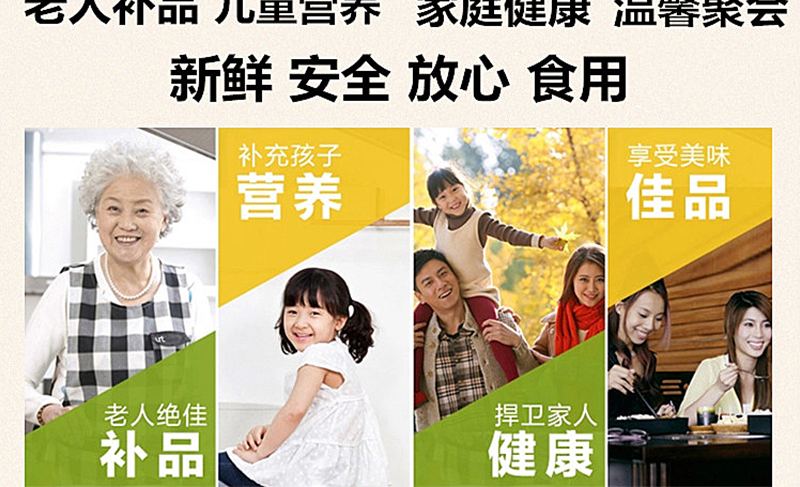 老人补品 儿童营养 家庭健康 温馨聚会
新鲜 安全 放心 食用
补充孩子
营养
享受美味
佳品
老人绝佳
补品
捍卫家人
健康